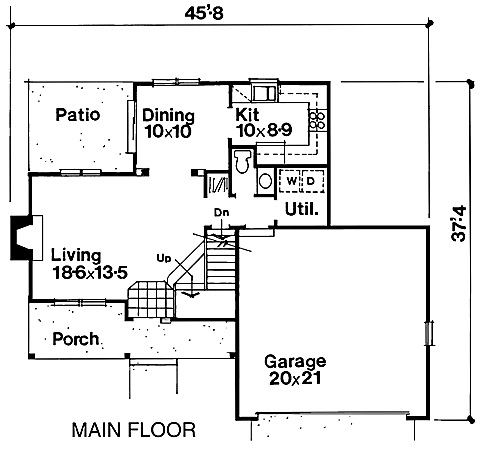 45'8
Patio
Dining
10x10
Kit
10x8-9
W D
Util.
Dn
37'4
Living
18-6x13-5
Up
Porch
Garage
20x21
MAIN FLOOR